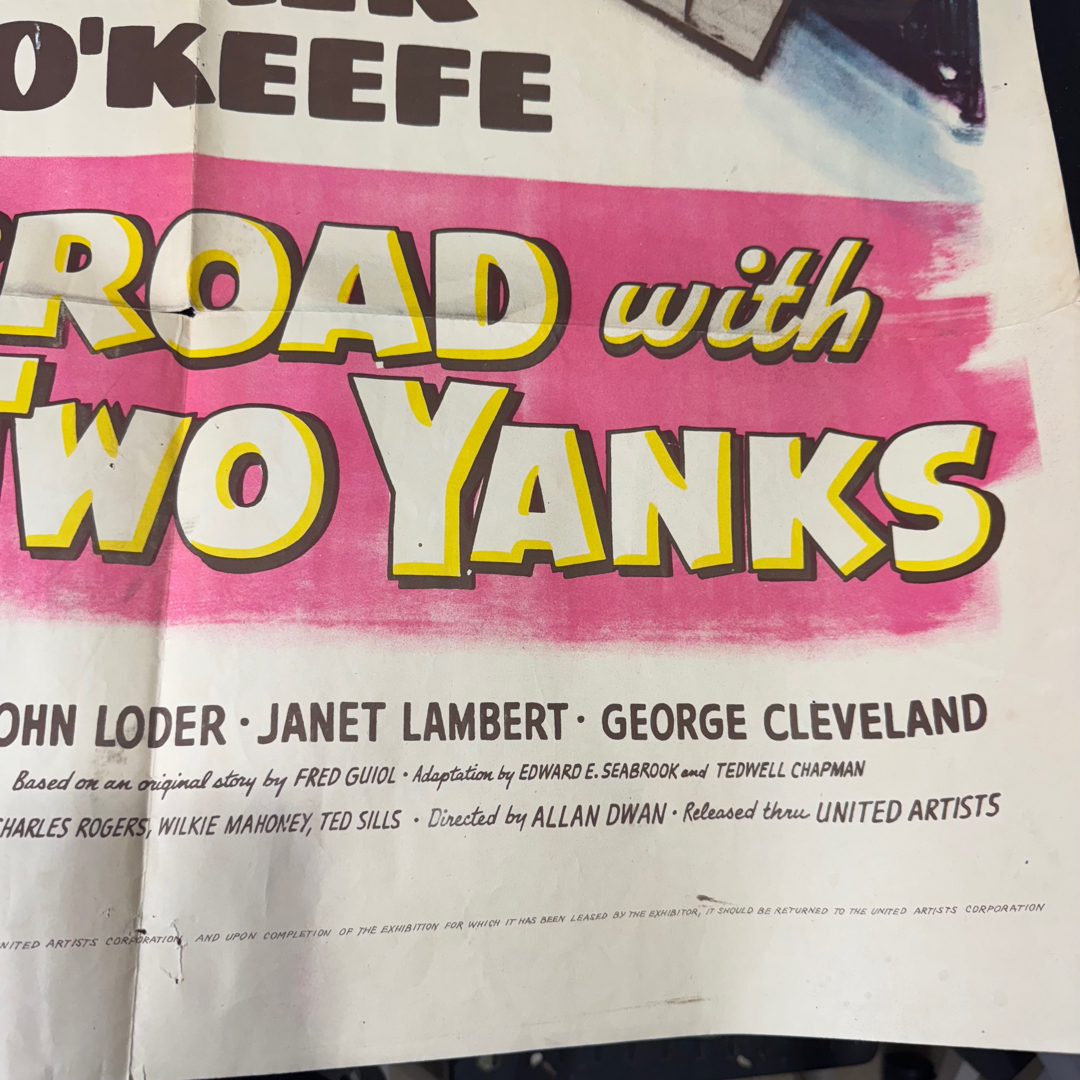 O'KEEFE
ROAD with
TWO YANKS
OHN LODER · JANET LAMBERT · GEORGE CLEVELAND
Based on an original story by FRED GUIOL · Adaptation by EDWARD E. SEABROOK and TEDWELL CHAPMAN
CHARLES ROGERS, WILKIE MAHONEY, TED SILLS · Directed by ALLAN DWAN · Released thru UNITED ARTISTS
NITED ARTISTS CORPORATION, AND UPON COMPLETION OF THE EXHIBITION FOR WHICH IT HAS BEEN LEASED BY THE EXHIBITOR, IT SHOULD BE RETURNED TO THE UNITED ARTISTS CORPORATION